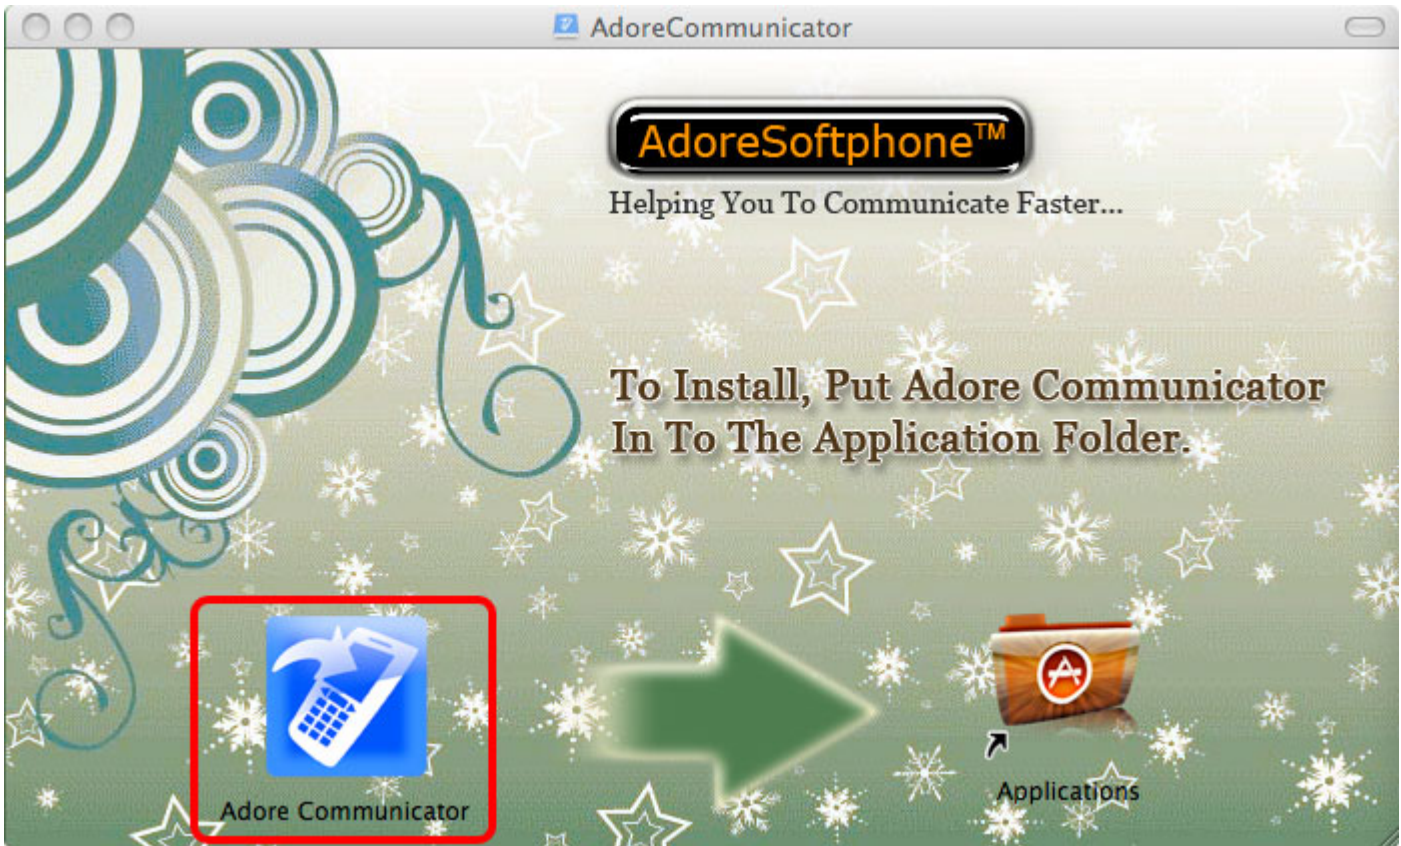 AdoreCommunicator
AdoreSoftphone™
Helping You To Communicate Faster...
To Install, Put Adore Communicator
In To The Application Folder.
Adore Communicator
Applications